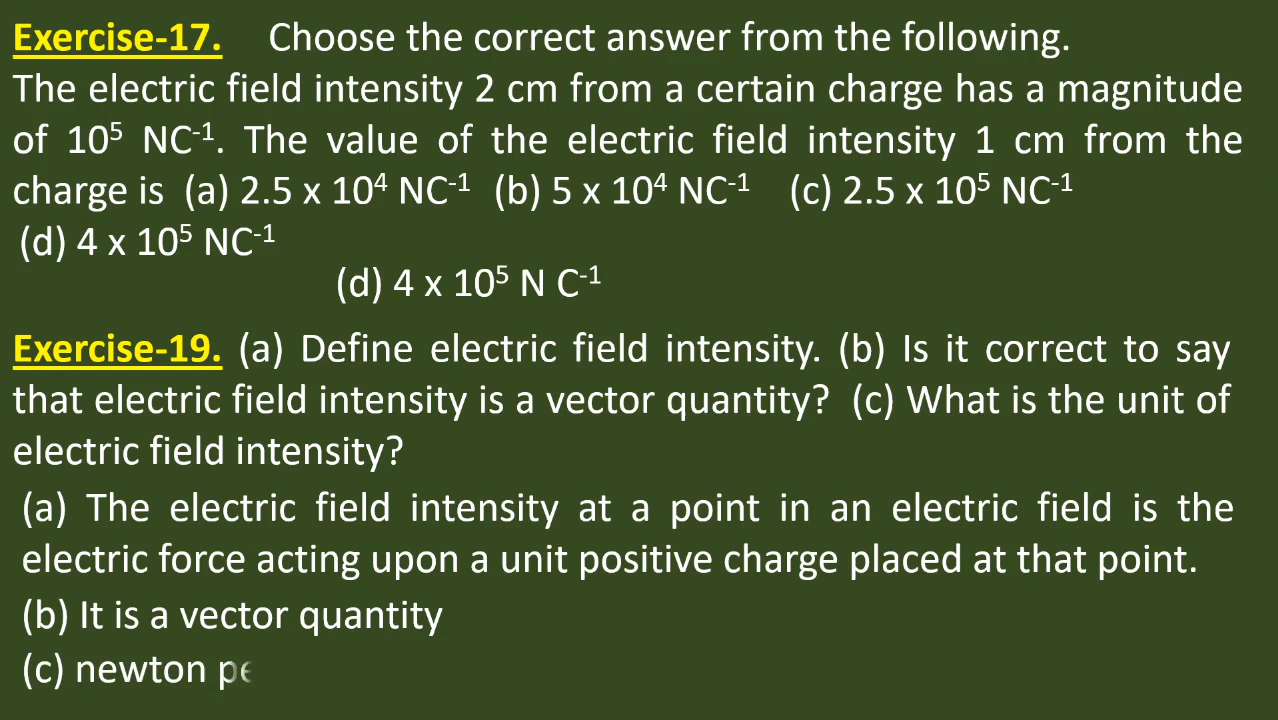 Exercise-17. Choose the correct answer from the following.
The electric field intensity 2 cm from a certain charge has a magnitude
of 10⁵ NC⁻¹. The value of the electric field intensity 1 cm from the
charge is (a) 2.5 x 10⁴ NC⁻¹ (b) 5 x 10⁴ NC⁻¹ (c) 2.5 x 10⁵ NC⁻¹
(d) 4 x 10⁵ NC⁻¹
(d) 4 x 10⁵ N C⁻¹
Exercise-19. (a) Define electric field intensity. (b) Is it correct to say
that electric field intensity is a vector quantity? (c) What is the unit of
electric field intensity?
(a) The electric field intensity at a point in an electric field is the
electric force acting upon a unit positive charge placed at that point.
(b) It is a vector quantity
(c) newton